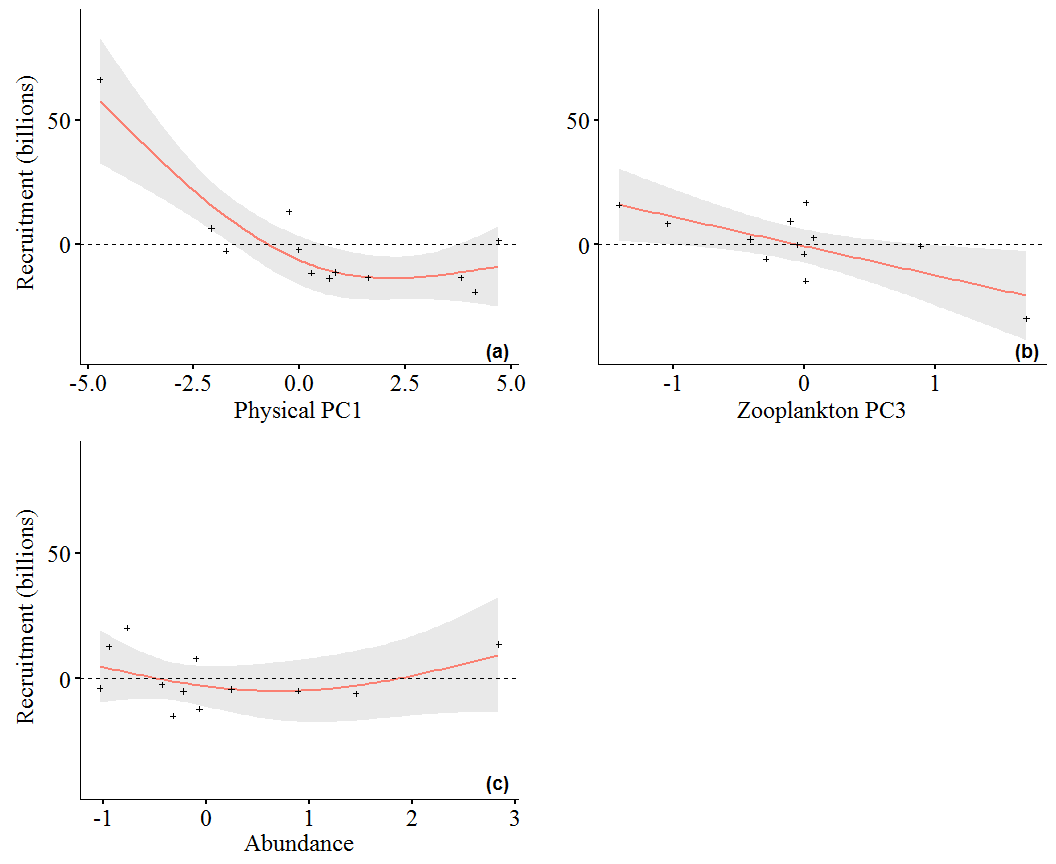 Recruitment (billions)
50
0
(a)
-5.0 -2.5 0.0 2.5 5.0
Physical PC1
50
0
(b)
-1 0 1
Zooplankton PC3
Recruitment (billions)
50
0
(c)
-1 0 1 2 3
Abundance